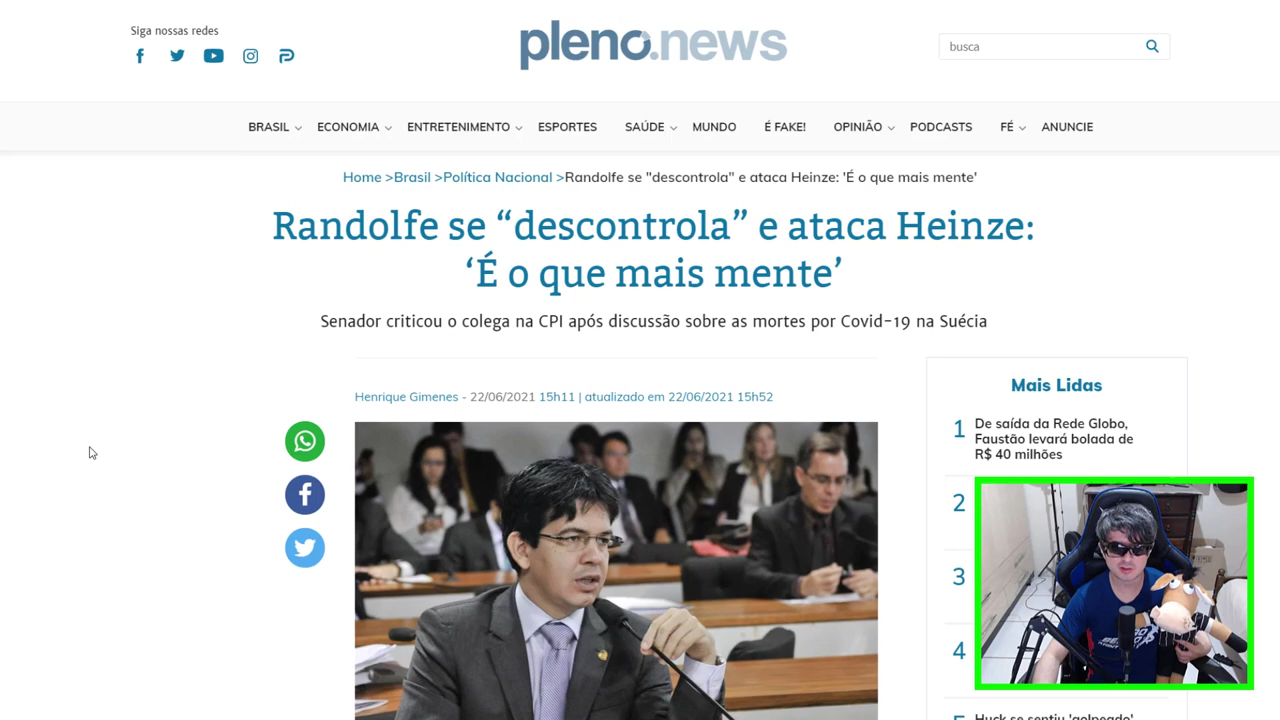 Siga nossas redes
pleno.news
busca
BRASIL ECONOMIA ENTRETENIMENTO ESPORTES SAÚDE MUNDO É FAKE! OPINIÃO PODCASTS FÉ ANUNCIE
Home >Brasil >Política Nacional >Randolfe se "descontrola" e ataca Heinze: 'É o que mais mente'
Randolfe se “descontrola” e ataca Heinze:
‘É o que mais mente’
Senador criticou o colega na CPI após discussão sobre as mortes por Covid-19 na Suécia
Henrique Gimenes - 22/06/2021 15h11 | atualizado em 22/06/2021 15h52
Mais Lidas
1
De saída da Rede Globo,
Faustão levará bolada de
R$ 40 milhões
2
3
4
Huck se sentiu 'golpeado'